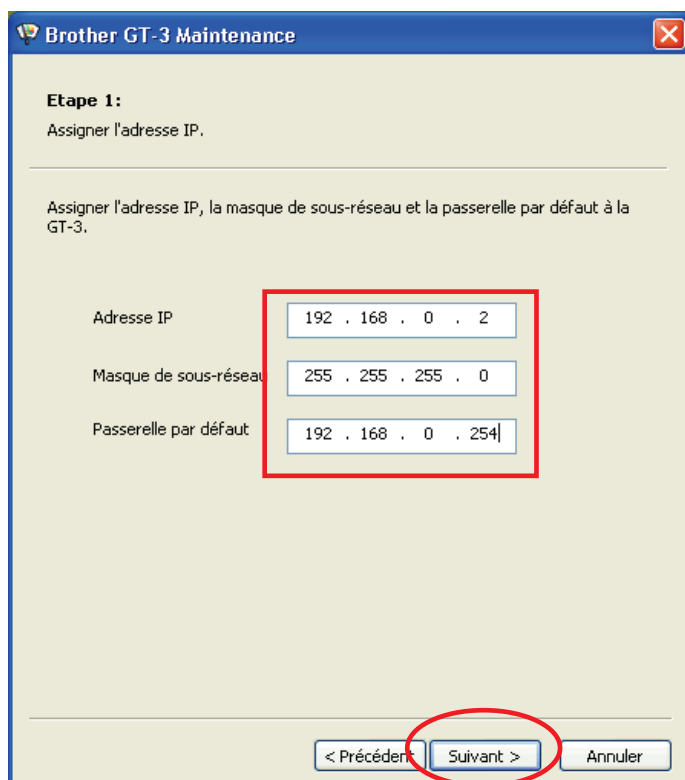 Brother GT-3 Maintenance
Etape 1:
Assigner l'adresse IP.
Assigner l'adresse IP, la masque de sous-réseau et la passerelle par défaut à la
GT-3.
Adresse IP 192 . 168 . 0 . 2
Masque de sous-réseau 255 . 255 . 255 . 0
Passerelle par défaut 192 . 168 . 0 . 254
< Précédent Suivant > Annuler